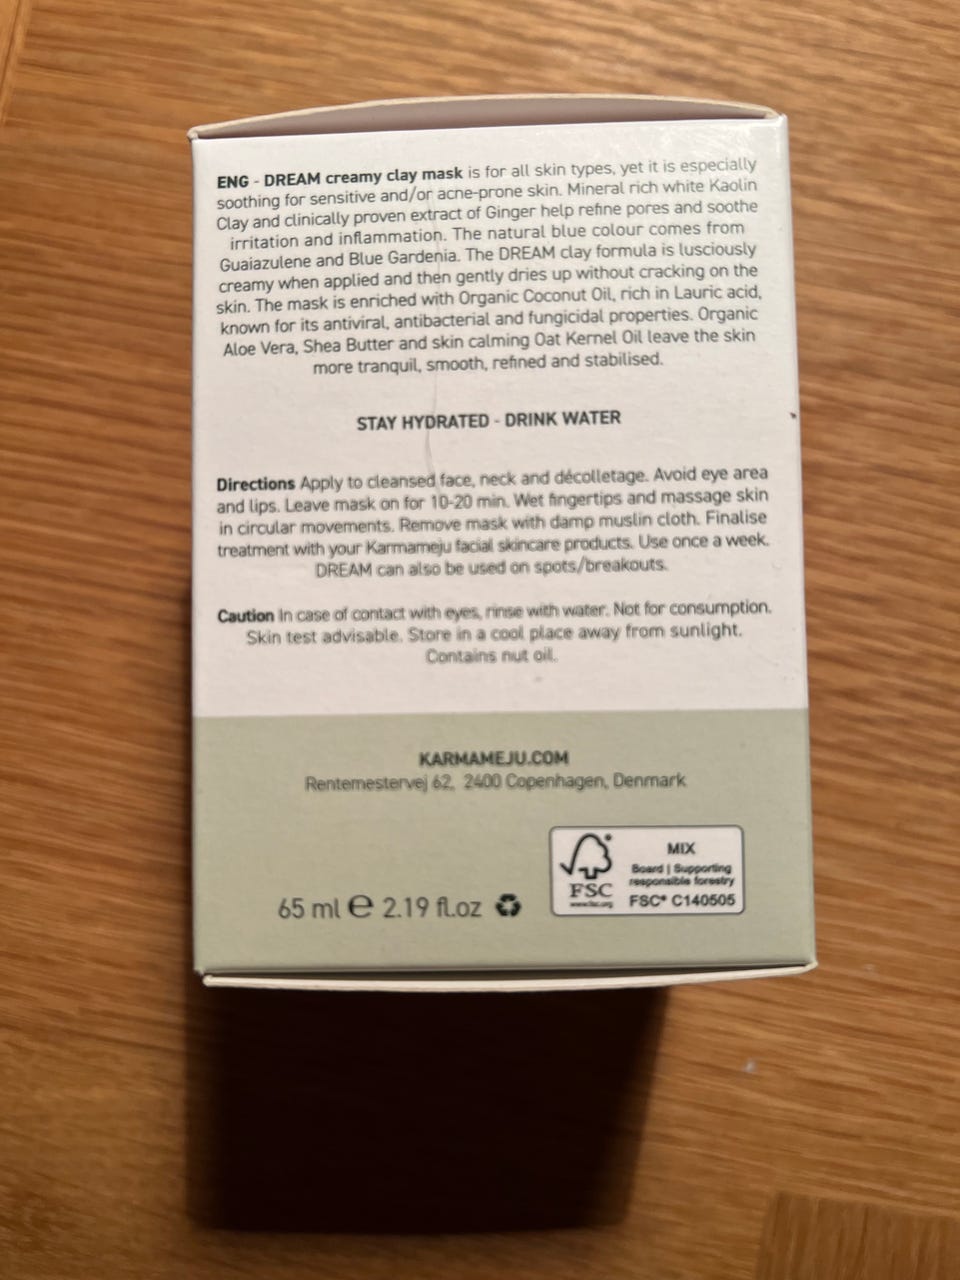 ENG - DREAM creamy clay mask is for all skin types, yet it is especially
soothing for sensitive and/or acne-prone skin. Mineral rich white Kaolin
Clay and clinically proven extract of Ginger help refine pores and soothe
irritation and inflammation. The natural blue colour comes from
Guaiazulene and Blue Gardenia. The DREAM clay formula is lusciously
creamy when applied and then gently dries up without cracking on the
skin. The mask is enriched with Organic Coconut Oil, rich in Lauric acid,
known for its antiviral, antibacterial and fungicidal properties. Organic
Aloe Vera, Shea Butter and skin calming Oat Kernel Oil leave the skin
more tranquil, smooth, refined and stabilised.
STAY HYDRATED - DRINK WATER
Directions Apply to cleansed face, neck and décolletage. Avoid eye area
and lips. Leave mask on for 10-20 min. Wet fingertips and massage skin
in circular movements. Remove mask with damp muslin cloth. Finalise
treatment with your Karmameju facial skincare products. Use once a week.
DREAM can also be used on spots/breakouts.
Caution In case of contact with eyes, rinse with water. Not for consumption.
Skin test advisable. Store in a cool place away from sunlight.
Contains nut oil.
KARMAMEJU.COM
Rentemestervej 62, 2400 Copenhagen, Denmark
65 ml ℮ 2.19 fl.oz
FSC
www.fsc.org
MIX
Board | Supporting
responsible forestry
FSC® C140505